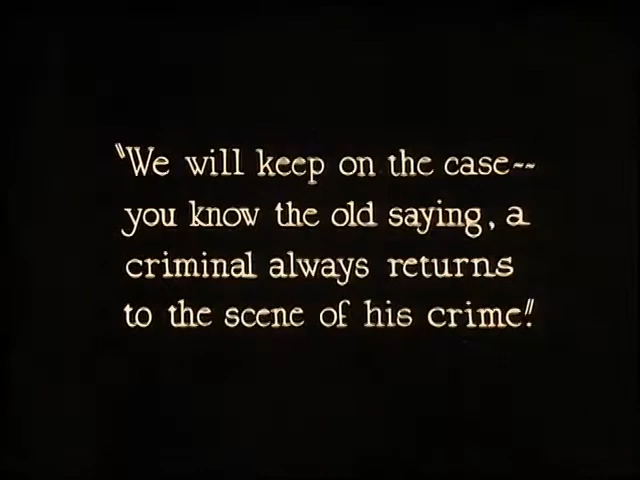 "We will keep on the case--
you know the old saying, a
criminal always returns
to the scene of his crime."